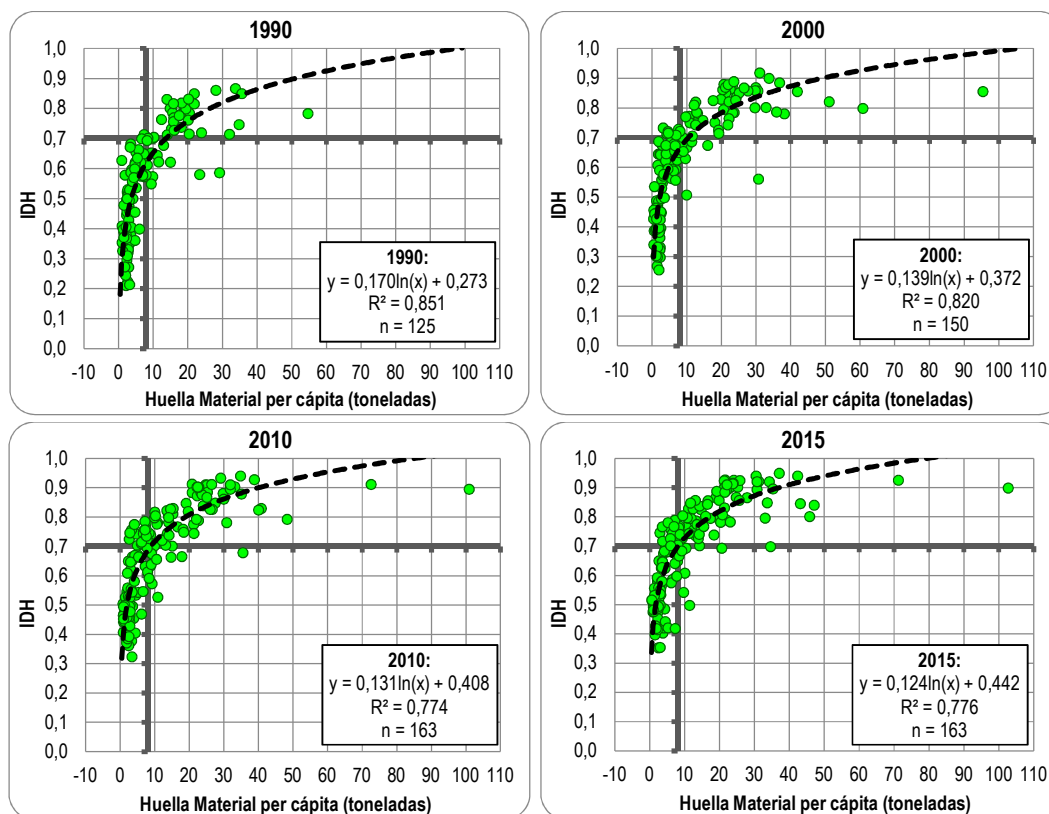 1990
1,0
0,9
0,8
0,7
0,6
0,5
0,4
0,3
0,2
0,1
0,0
IDH
1990:
y = 0,170ln(x) + 0,273
R² = 0,851
n = 125
-10 0 10 20 30 40 50 60 70 80 90 100 110
Huella Material per cápita (toneladas)
2000
1,0
0,9
0,8
0,7
0,6
0,5
0,4
0,3
0,2
0,1
0,0
IDH
2000:
y = 0,139ln(x) + 0,372
R² = 0,820
n = 150
-10 0 10 20 30 40 50 60 70 80 90 100 110
Huella Material per cápita (toneladas)
2010
1,0
0,9
0,8
0,7
0,6
0,5
0,4
0,3
0,2
0,1
0,0
IDH
2010:
y = 0,131ln(x) + 0,408
R² = 0,774
n = 163
-10 0 10 20 30 40 50 60 70 80 90 100 110
Huella Material per cápita (toneladas)
2015
1,0
0,9
0,8
0,7
0,6
0,5
0,4
0,3
0,2
0,1
0,0
IDH
2015:
y = 0,124ln(x) + 0,442
R² = 0,776
n = 163
-10 0 10 20 30 40 50 60 70 80 90 100 110
Huella Material per cápita (toneladas)